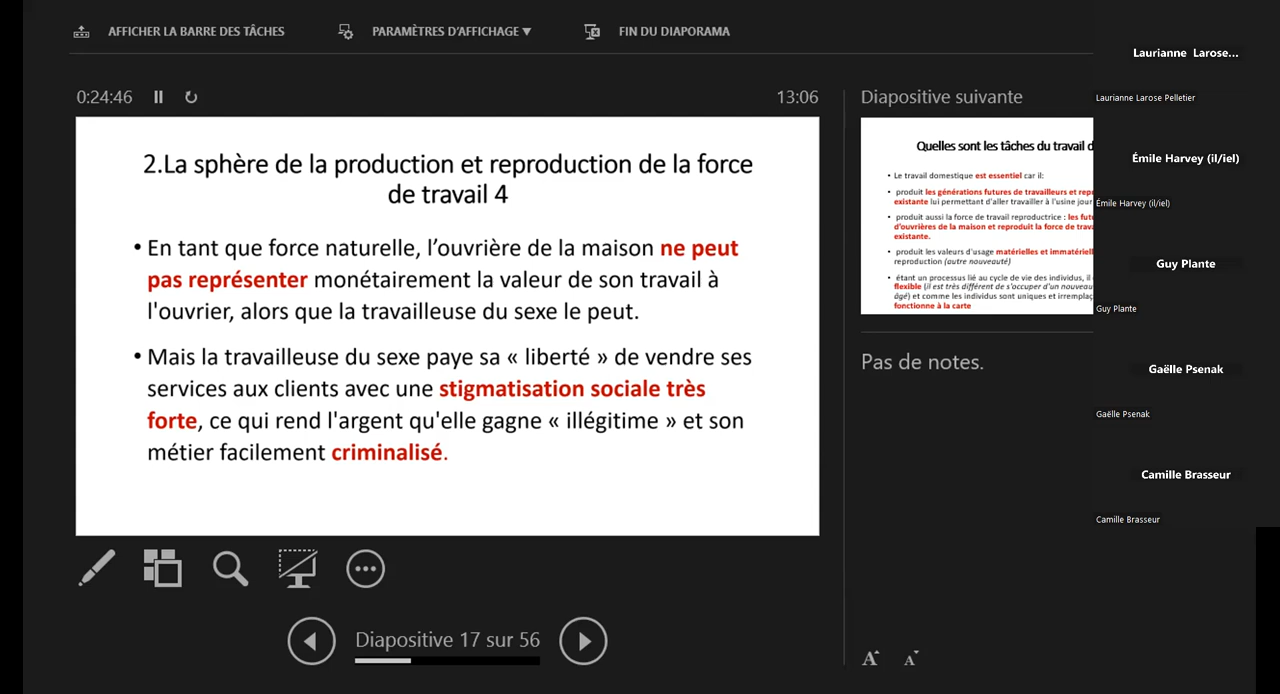 AFFICHER LA BARRE DES TÂCHES
PARAMÈTRES D'AFFICHAGE ▼
FIN DU DIAPORAMA
0:24:46
13:06
2.La sphère de la production et reproduction de la force
de travail 4
• En tant que force naturelle, l’ouvrière de la maison ne peut
pas représenter monétairement la valeur de son travail à
l'ouvrier, alors que la travailleuse du sexe le peut.
• Mais la travailleuse du sexe paye sa « liberté » de vendre ses
services aux clients avec une stigmatisation sociale très
forte, ce qui rend l'argent qu'elle gagne « illégitime » et son
métier facilement criminalisé.
Diapositive 17 sur 56
Diapositive suivante
Quelles sont les tâches du travail d
• Le travail domestique est essentiel car il:
• produit les générations futures de travailleurs et repr
existante lui permettant d'aller travailler à l'usine jour
• produit aussi la force de travail reproductrice : les futu
d'ouvrières de la maison et reproduit la force de trava
existante.
• produit les valeurs d'usage matérielles et immatériell
reproduction (autre nouveauté)
• étant un processus lié au cycle de vie des individus, il
flexible (il est très différent de s'occuper d'un nouveau
âgé) et comme les individus sont uniques et irremplaç
fonctionne à la carte
Pas de notes.
A A
Laurianne Larose...
Laurianne Larose Pelletier
Émile Harvey (il/iel)
Émile Harvey (il/iel)
Guy Plante
Guy Plante
Gaëlle Psenak
Gaëlle Psenak
Camille Brasseur
Camille Brasseur